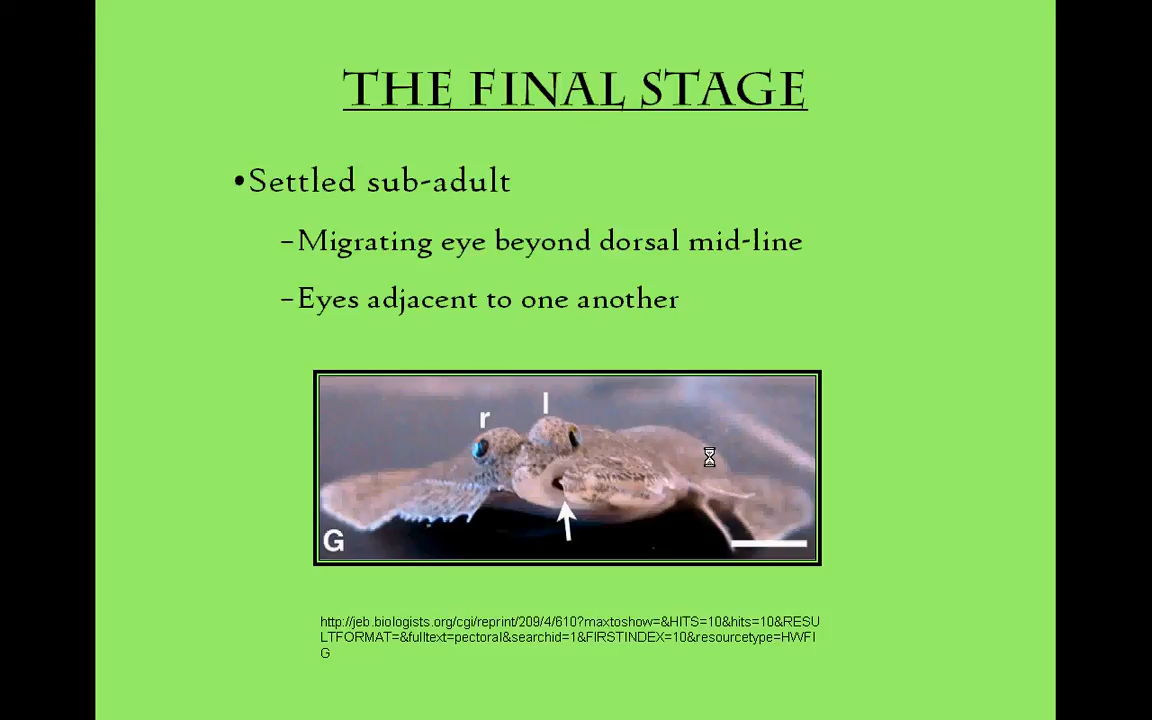 THE FINAL STAGE
•Settled sub-adult
–Migrating eye beyond dorsal mid-line
–Eyes adjacent to one another
r
l
G
http://jeb.biologists.org/cgi/reprint/209/4/610?maxtoshow=&HITS=10&hits=10&RESU
LTFORMAT=&fulltext=pectoral&searchid=1&FIRSTINDEX=10&resourcetype=HWFI
G